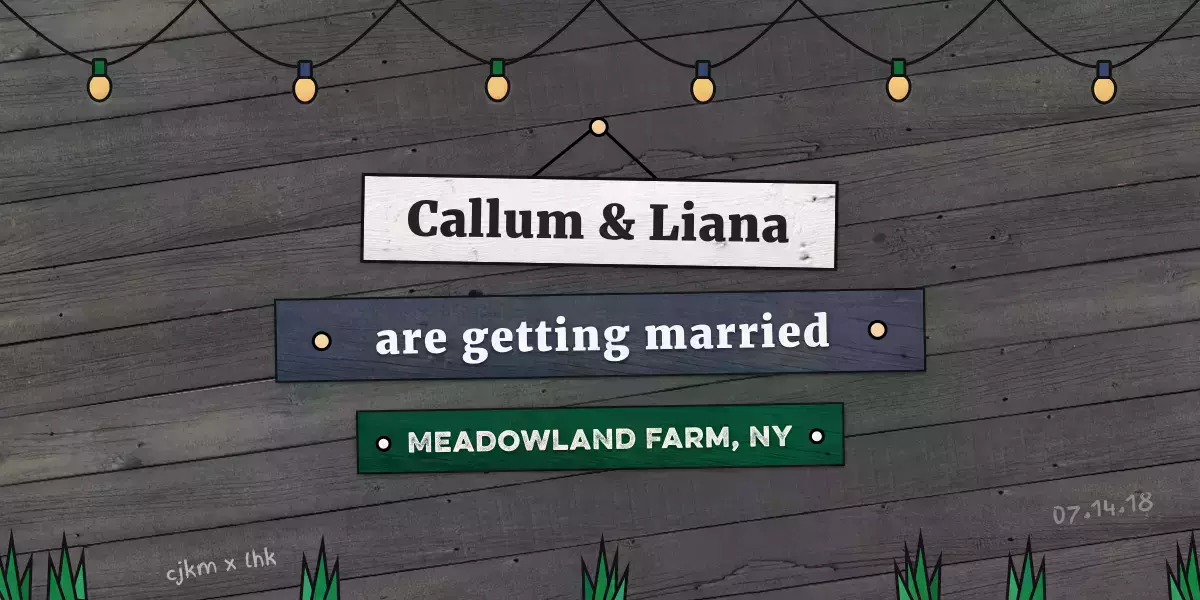 Callum & Liana
are getting married
MEADOWLAND FARM, NY
07.14.18
cjkm x lhk